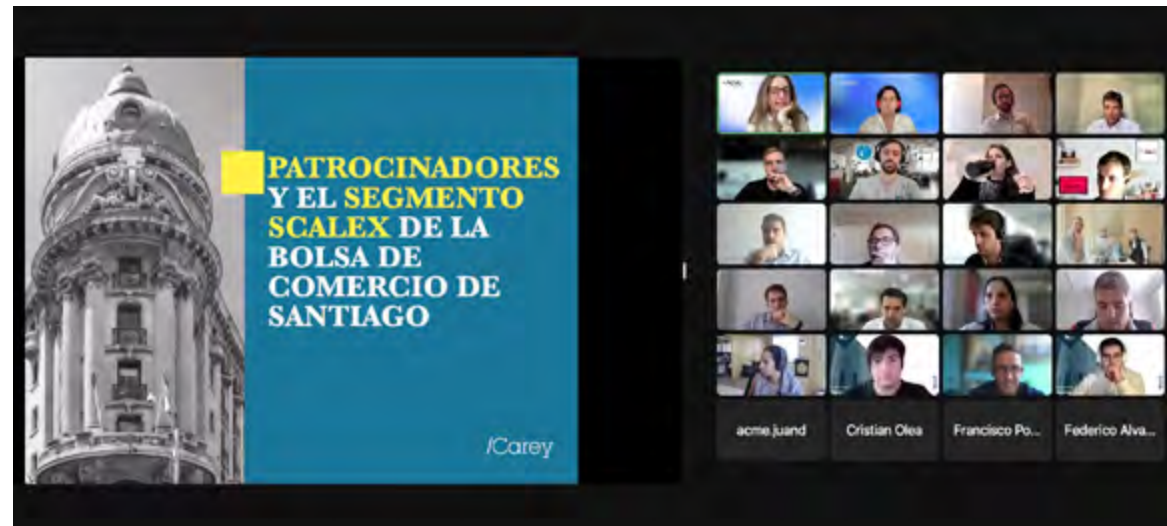 PATROCINADORES
Y EL SEGMENTO
SCALEX DE LA
BOLSA DE
COMERCIO DE
SANTIAGO
/Carey
acme.juand
Cristian Olea
Francisco Po...
Federico Alva...